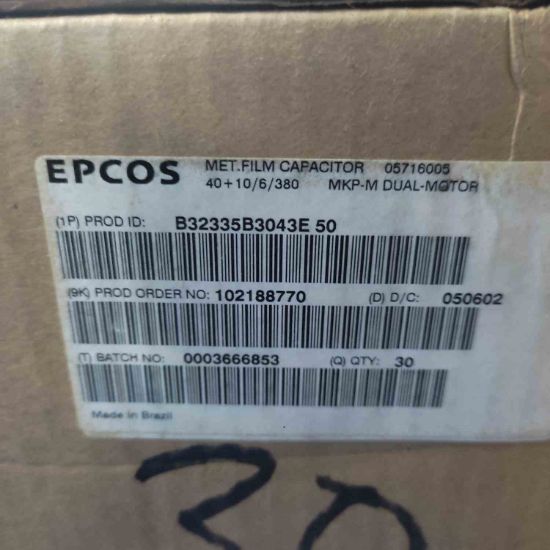 EPCOS MET.FILM CAPACITOR 05716005
40+10/6/380 MKP-M DUAL-MOTOR
(1P) PROD ID: B32335B3043E 50
(9K) PROD ORDER NO: 102188770 (D) D/C: 050602
(T) BATCH NO: 0003666853 (Q) QTY: 30
Made in Brazil
30